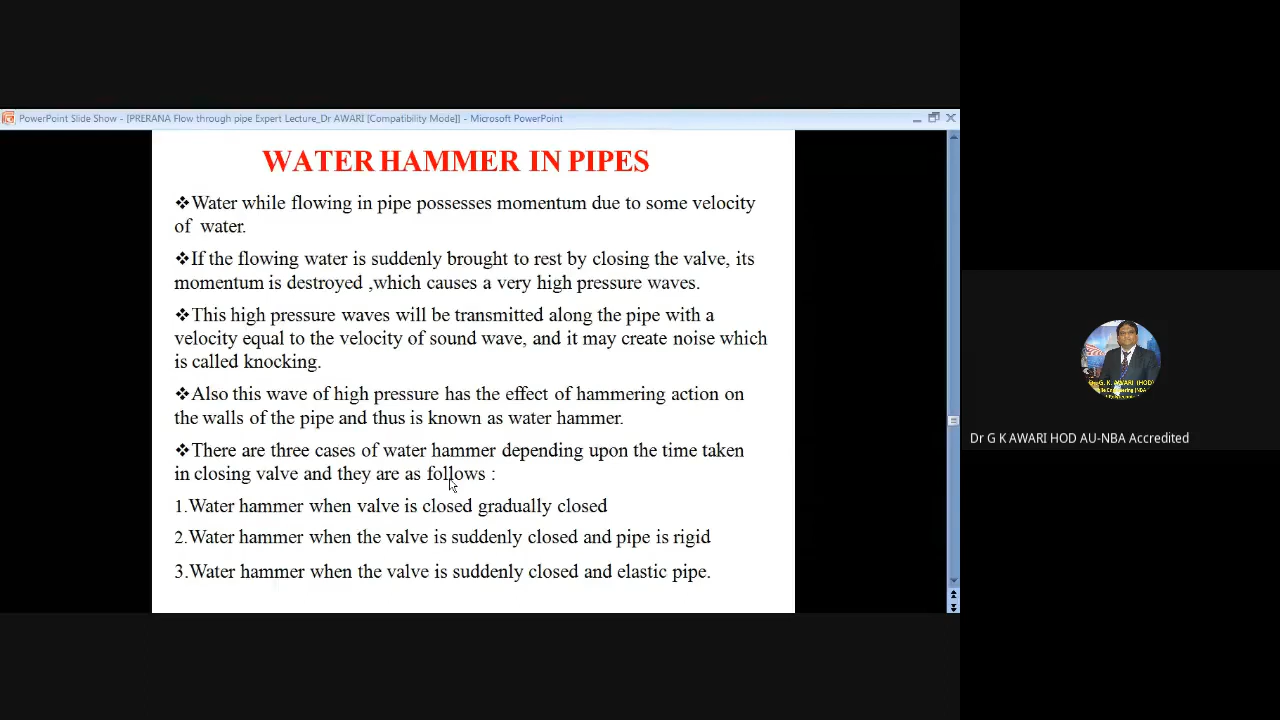 PowerPoint Slide Show - [PRERANA Flow through pipe Expert Lecture_Dr AWARI [Compatibility Mode]] - Microsoft PowerPoint
WATER HAMMER IN PIPES
❖Water while flowing in pipe possesses momentum due to some velocity
of water.
❖If the flowing water is suddenly brought to rest by closing the valve, its
momentum is destroyed ,which causes a very high pressure waves.
❖This high pressure waves will be transmitted along the pipe with a
velocity equal to the velocity of sound wave, and it may create noise which
is called knocking.
❖Also this wave of high pressure has the effect of hammering action on
the walls of the pipe and thus is known as water hammer.
❖There are three cases of water hammer depending upon the time taken
in closing valve and they are as follows :
1.Water hammer when valve is closed gradually closed
2.Water hammer when the valve is suddenly closed and pipe is rigid
3.Water hammer when the valve is suddenly closed and elastic pipe.
Dr. G. K. AWARI (HOD)
Engineering (NBA
Dr G K AWARI HOD AU-NBA Accredited